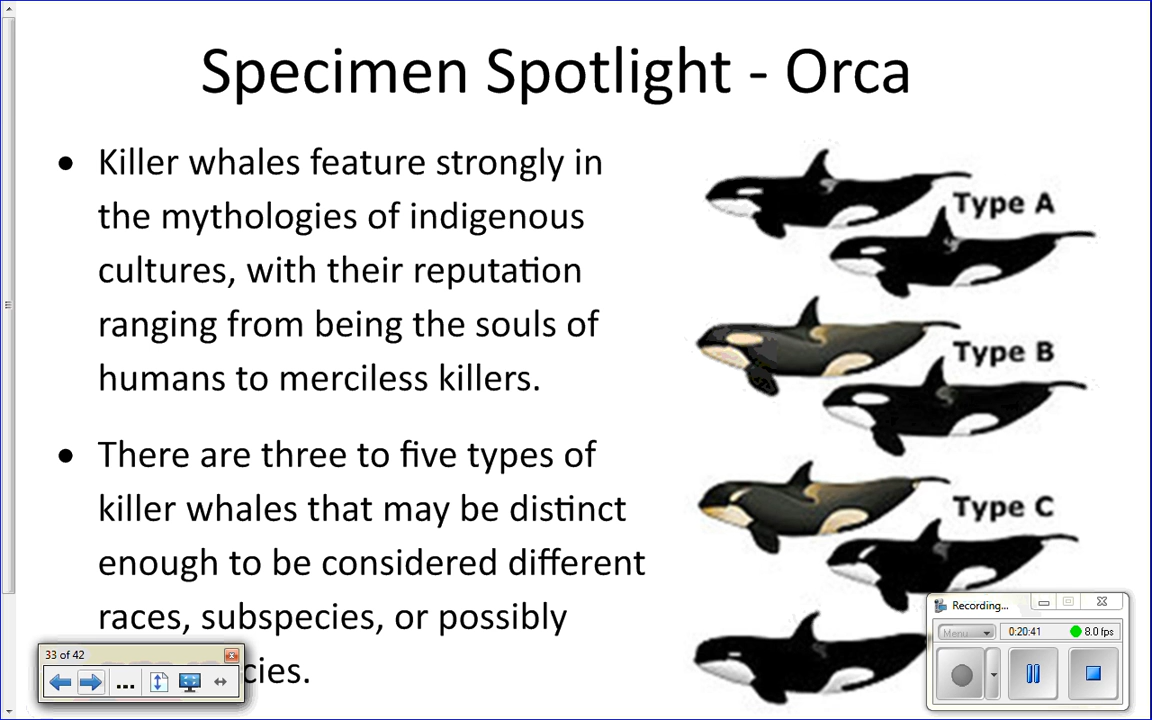 Specimen Spotlight - Orca
Killer whales feature strongly in
the mythologies of indigenous
cultures, with their reputation
ranging from being the souls of
humans to merciless killers.
There are three to five types of
killer whales that may be distinct
enough to be considered different
races, subspecies, or possibly
cies.
Type A
Type B
Type C
33 of 42
...
Recording...
Menu
0:20:41
8.0 fps